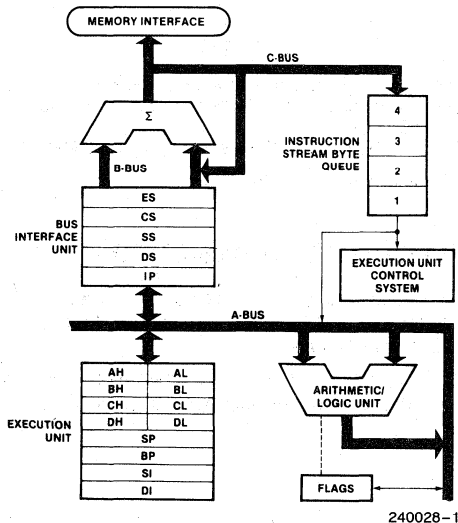 MEMORY INTERFACE
C-BUS
Σ
B-BUS
INSTRUCTION
STREAM BYTE
QUEUE
4
3
2
1
ES
CS
SS
DS
IP
BUS
INTERFACE
UNIT
EXECUTION UNIT
CONTROL
SYSTEM
A-BUS
AH AL
BH BL
CH CL
DH DL
SP
BP
SI
DI
EXECUTION
UNIT
ARITHMETIC/
LOGIC UNIT
FLAGS
240028-1